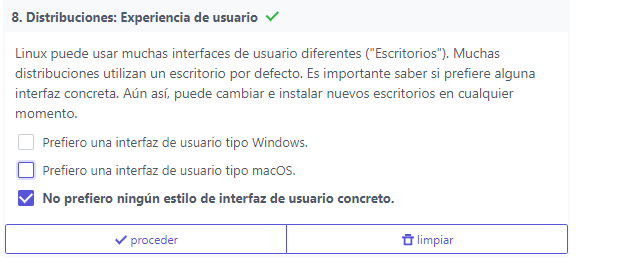 8. Distribuciones: Experiencia de usuario
Linux puede usar muchas interfaces de usuario diferentes ("Escritorios"). Muchas
distribuciones utilizan un escritorio por defecto. Es importante saber si prefiere alguna
interfaz concreta. Aún así, puede cambiar e instalar nuevos escritorios en cualquier
momento.
Prefiero una interfaz de usuario tipo Windows.
Prefiero una interfaz de usuario tipo macOS.
No prefiero ningún estilo de interfaz de usuario concreto.
proceder
limpiar